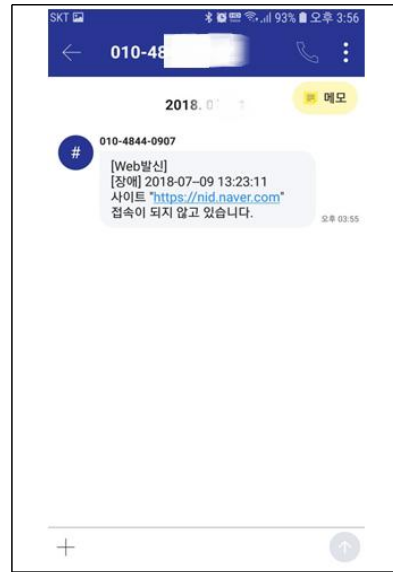 SKT 93% 오후 3:56
010-48
2018. 0
메모
#
010-4844-0907
[Web발신]
[장애] 2018-07--09 13:23:11
사이트 "https://nid.naver.com"
접속이 되지 않고 있습니다.
오후 03:55